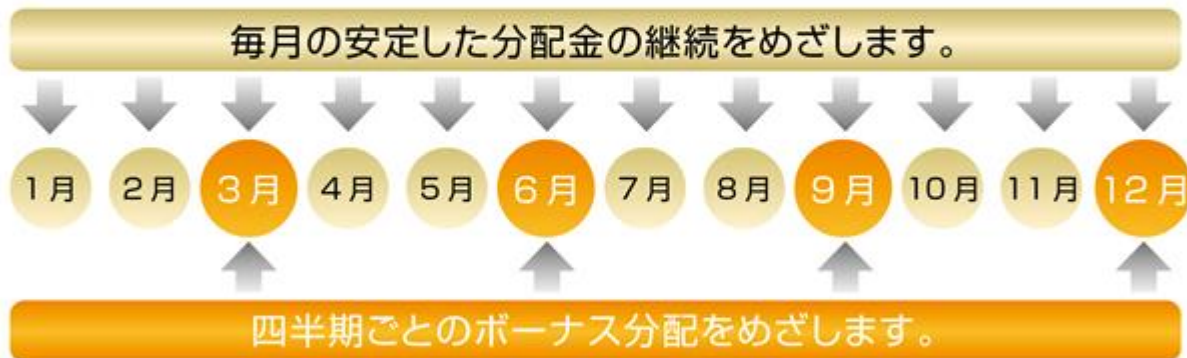 毎月の安定した分配金の継続をめざします。
1月 2月 3月 4月 5月 6月 7月 8月 9月 10月 11月 12月
四半期ごとのボーナス分配をめざします。